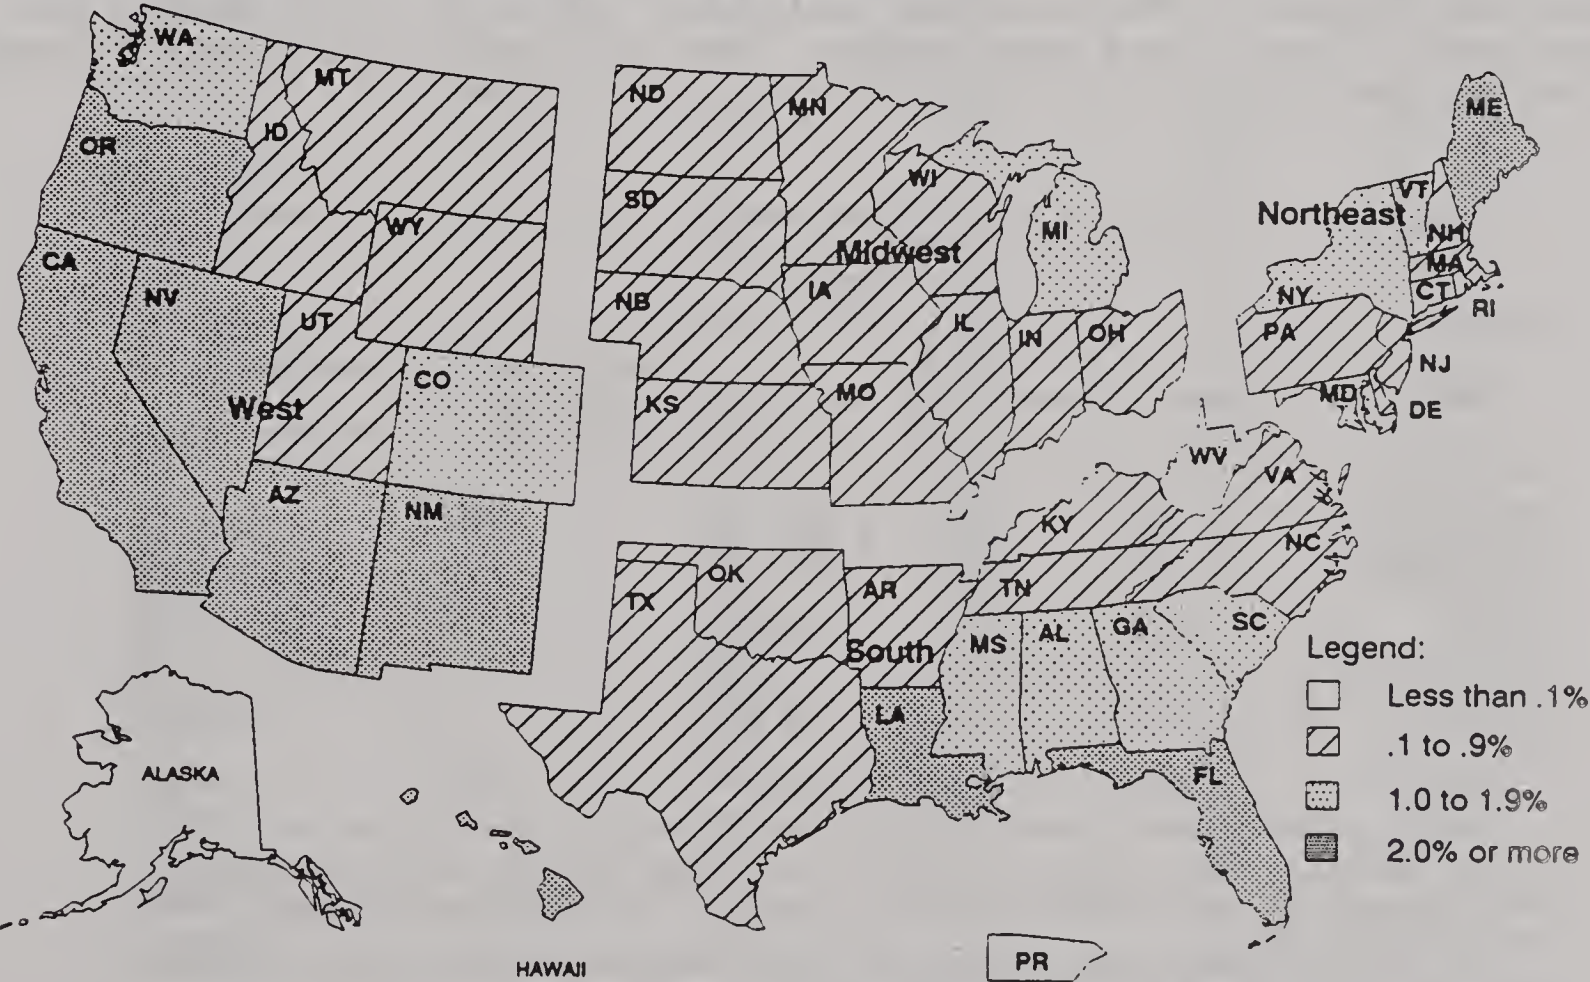 WA
MT
ND
MN
ME
ID
OR
WI
VT
SD
Northeast
WY
MI
NH
CA
Midwest
MA
NV
NB
IA
NY
CT
RI
UT
IL
IN
OH
PA
NJ
CO
MO
MD
West
KS
DE
WV
VA
AZ
NM
KY
NC
OK
AR
TN
TX
South
MS
AL
GA
SC
Legend:
Less than .1%
LA
.1 to .9%
ALASKA
FL
1.0 to 1.9%
2.0% or more
HAWAII
PR